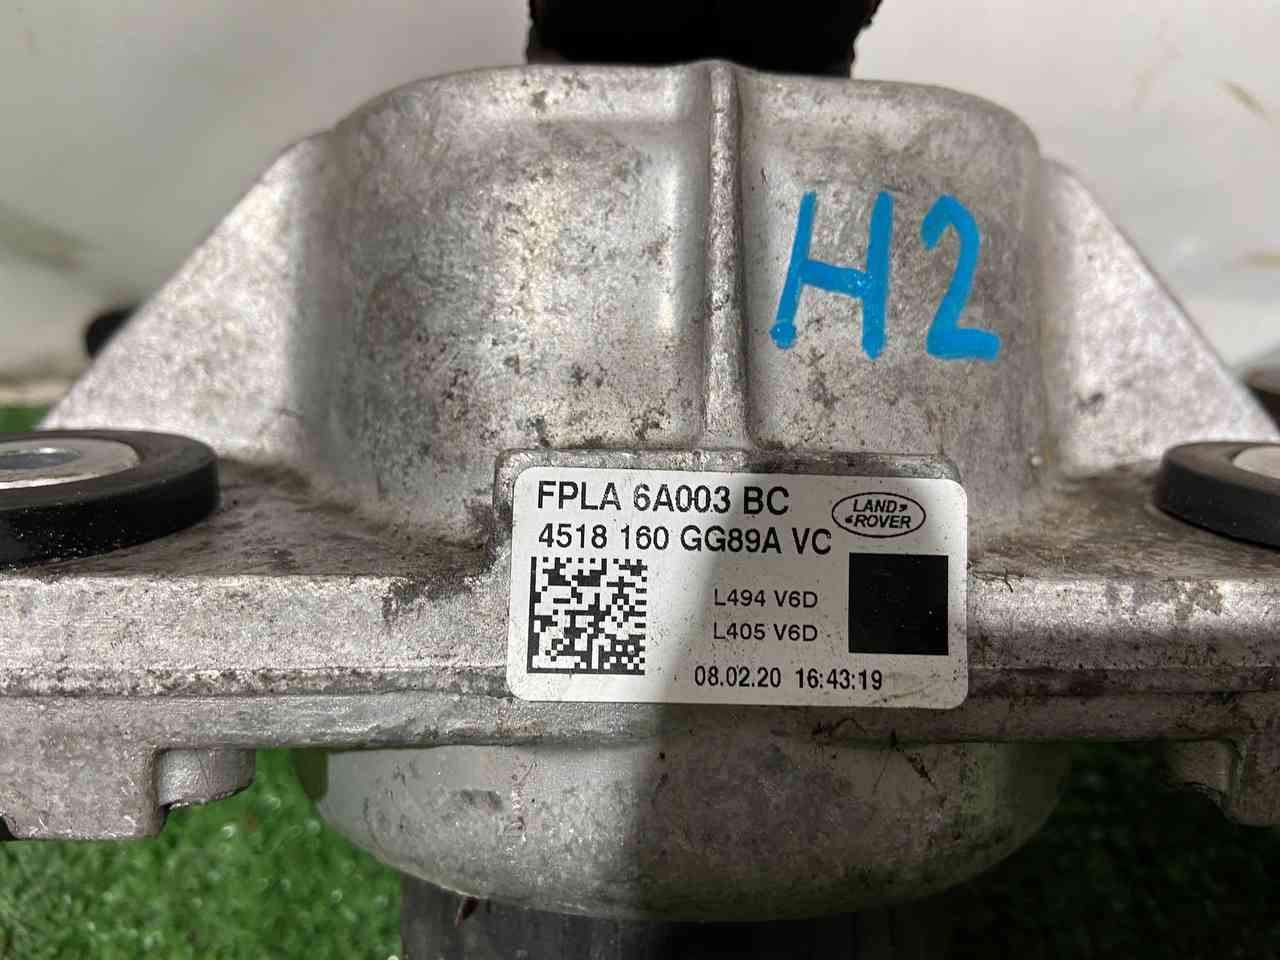 H2
FPLA 6A003 BC
LAND
ROVER
4518 160 GG89A VC
L494 V6D
L405 V6D
08.02.20 16:43:19